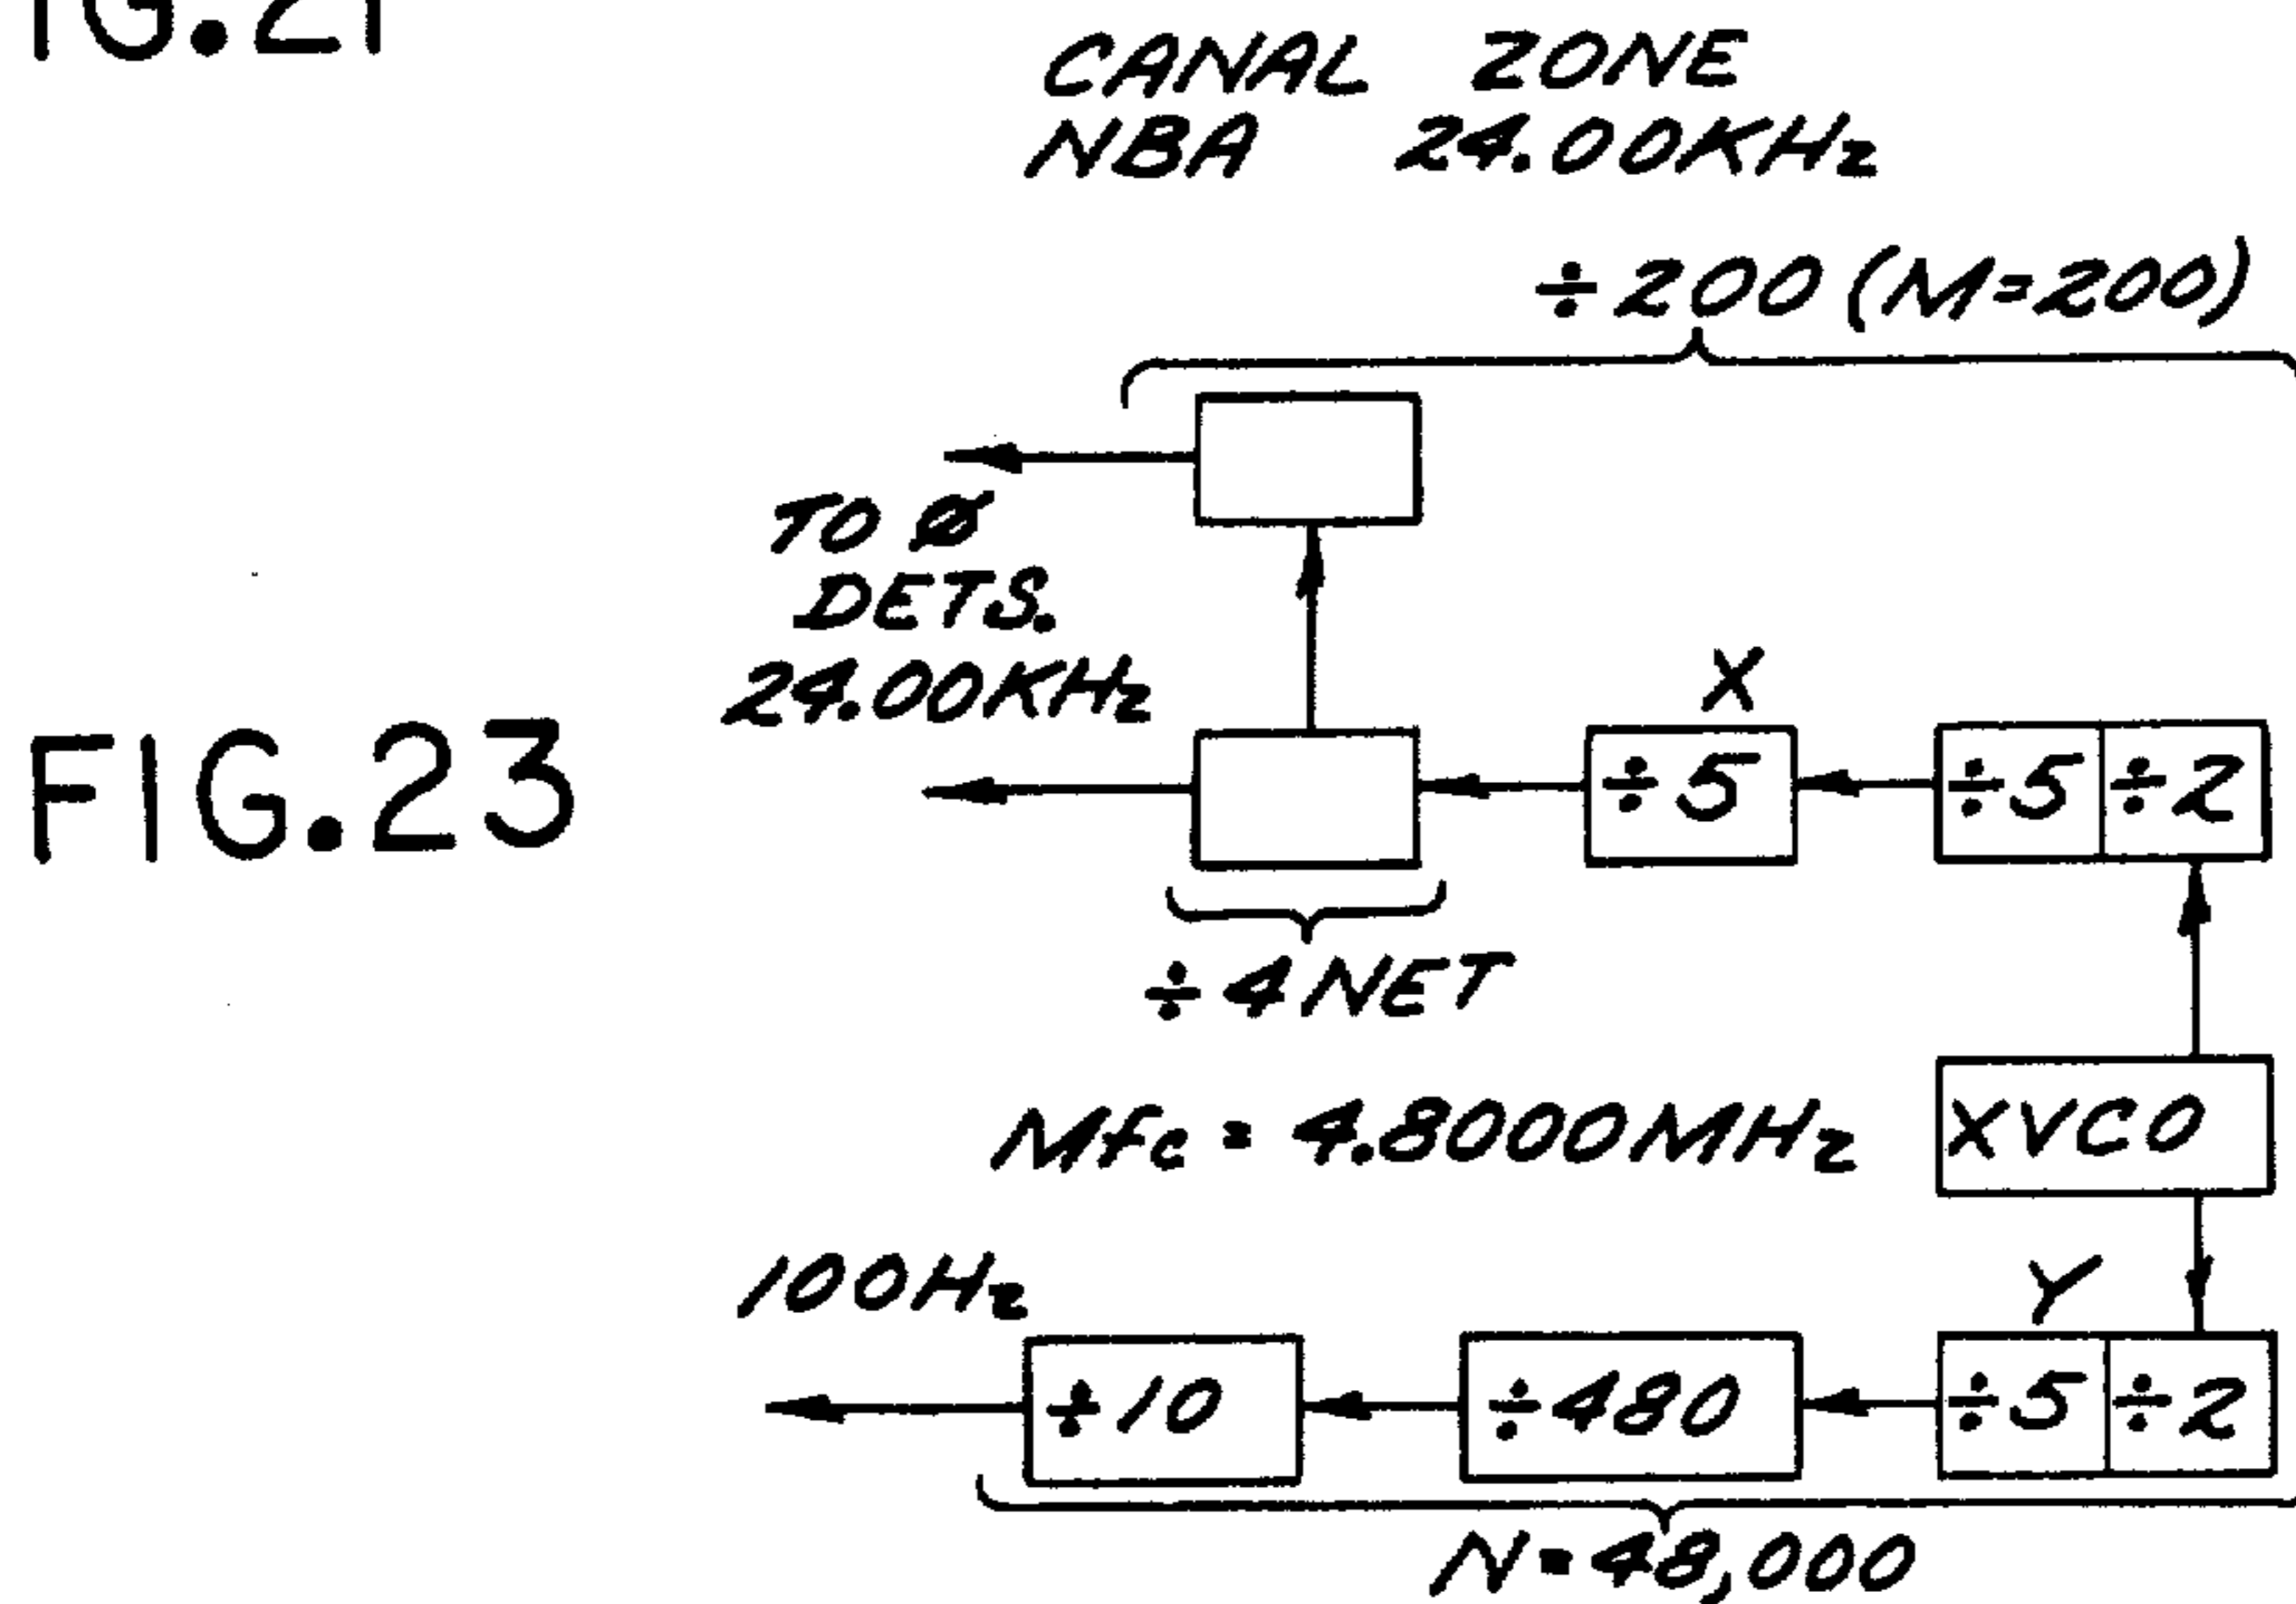 FIG.21
CANAL ZONE
NBA 24.00KHz
÷200 (M=200)
TO Ø
DETS.
24.00KHz
X
FIG.23
÷5
÷5 ÷2
÷4 NET
Mfc = 4.8000MHz
XVCO
100Hz
Y
÷10
÷480
÷5 ÷2
N=48,000